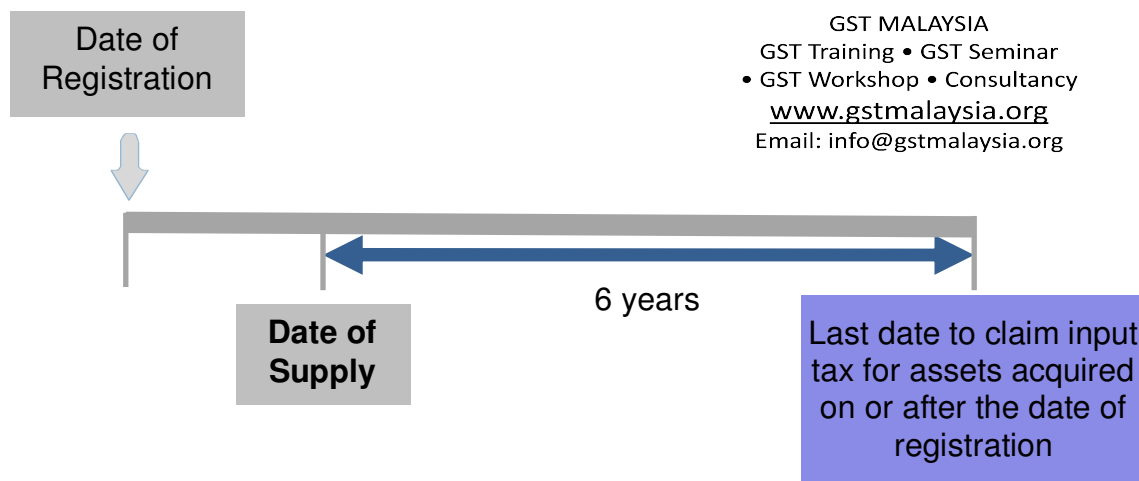 Date of
Registration
GST MALAYSIA
GST Training • GST Seminar
• GST Workshop • Consultancy
www.gstmalaysia.org
Email: info@gstmalaysia.org
6 years
Date of
Supply
Last date to claim input
tax for assets acquired
on or after the date of
registration